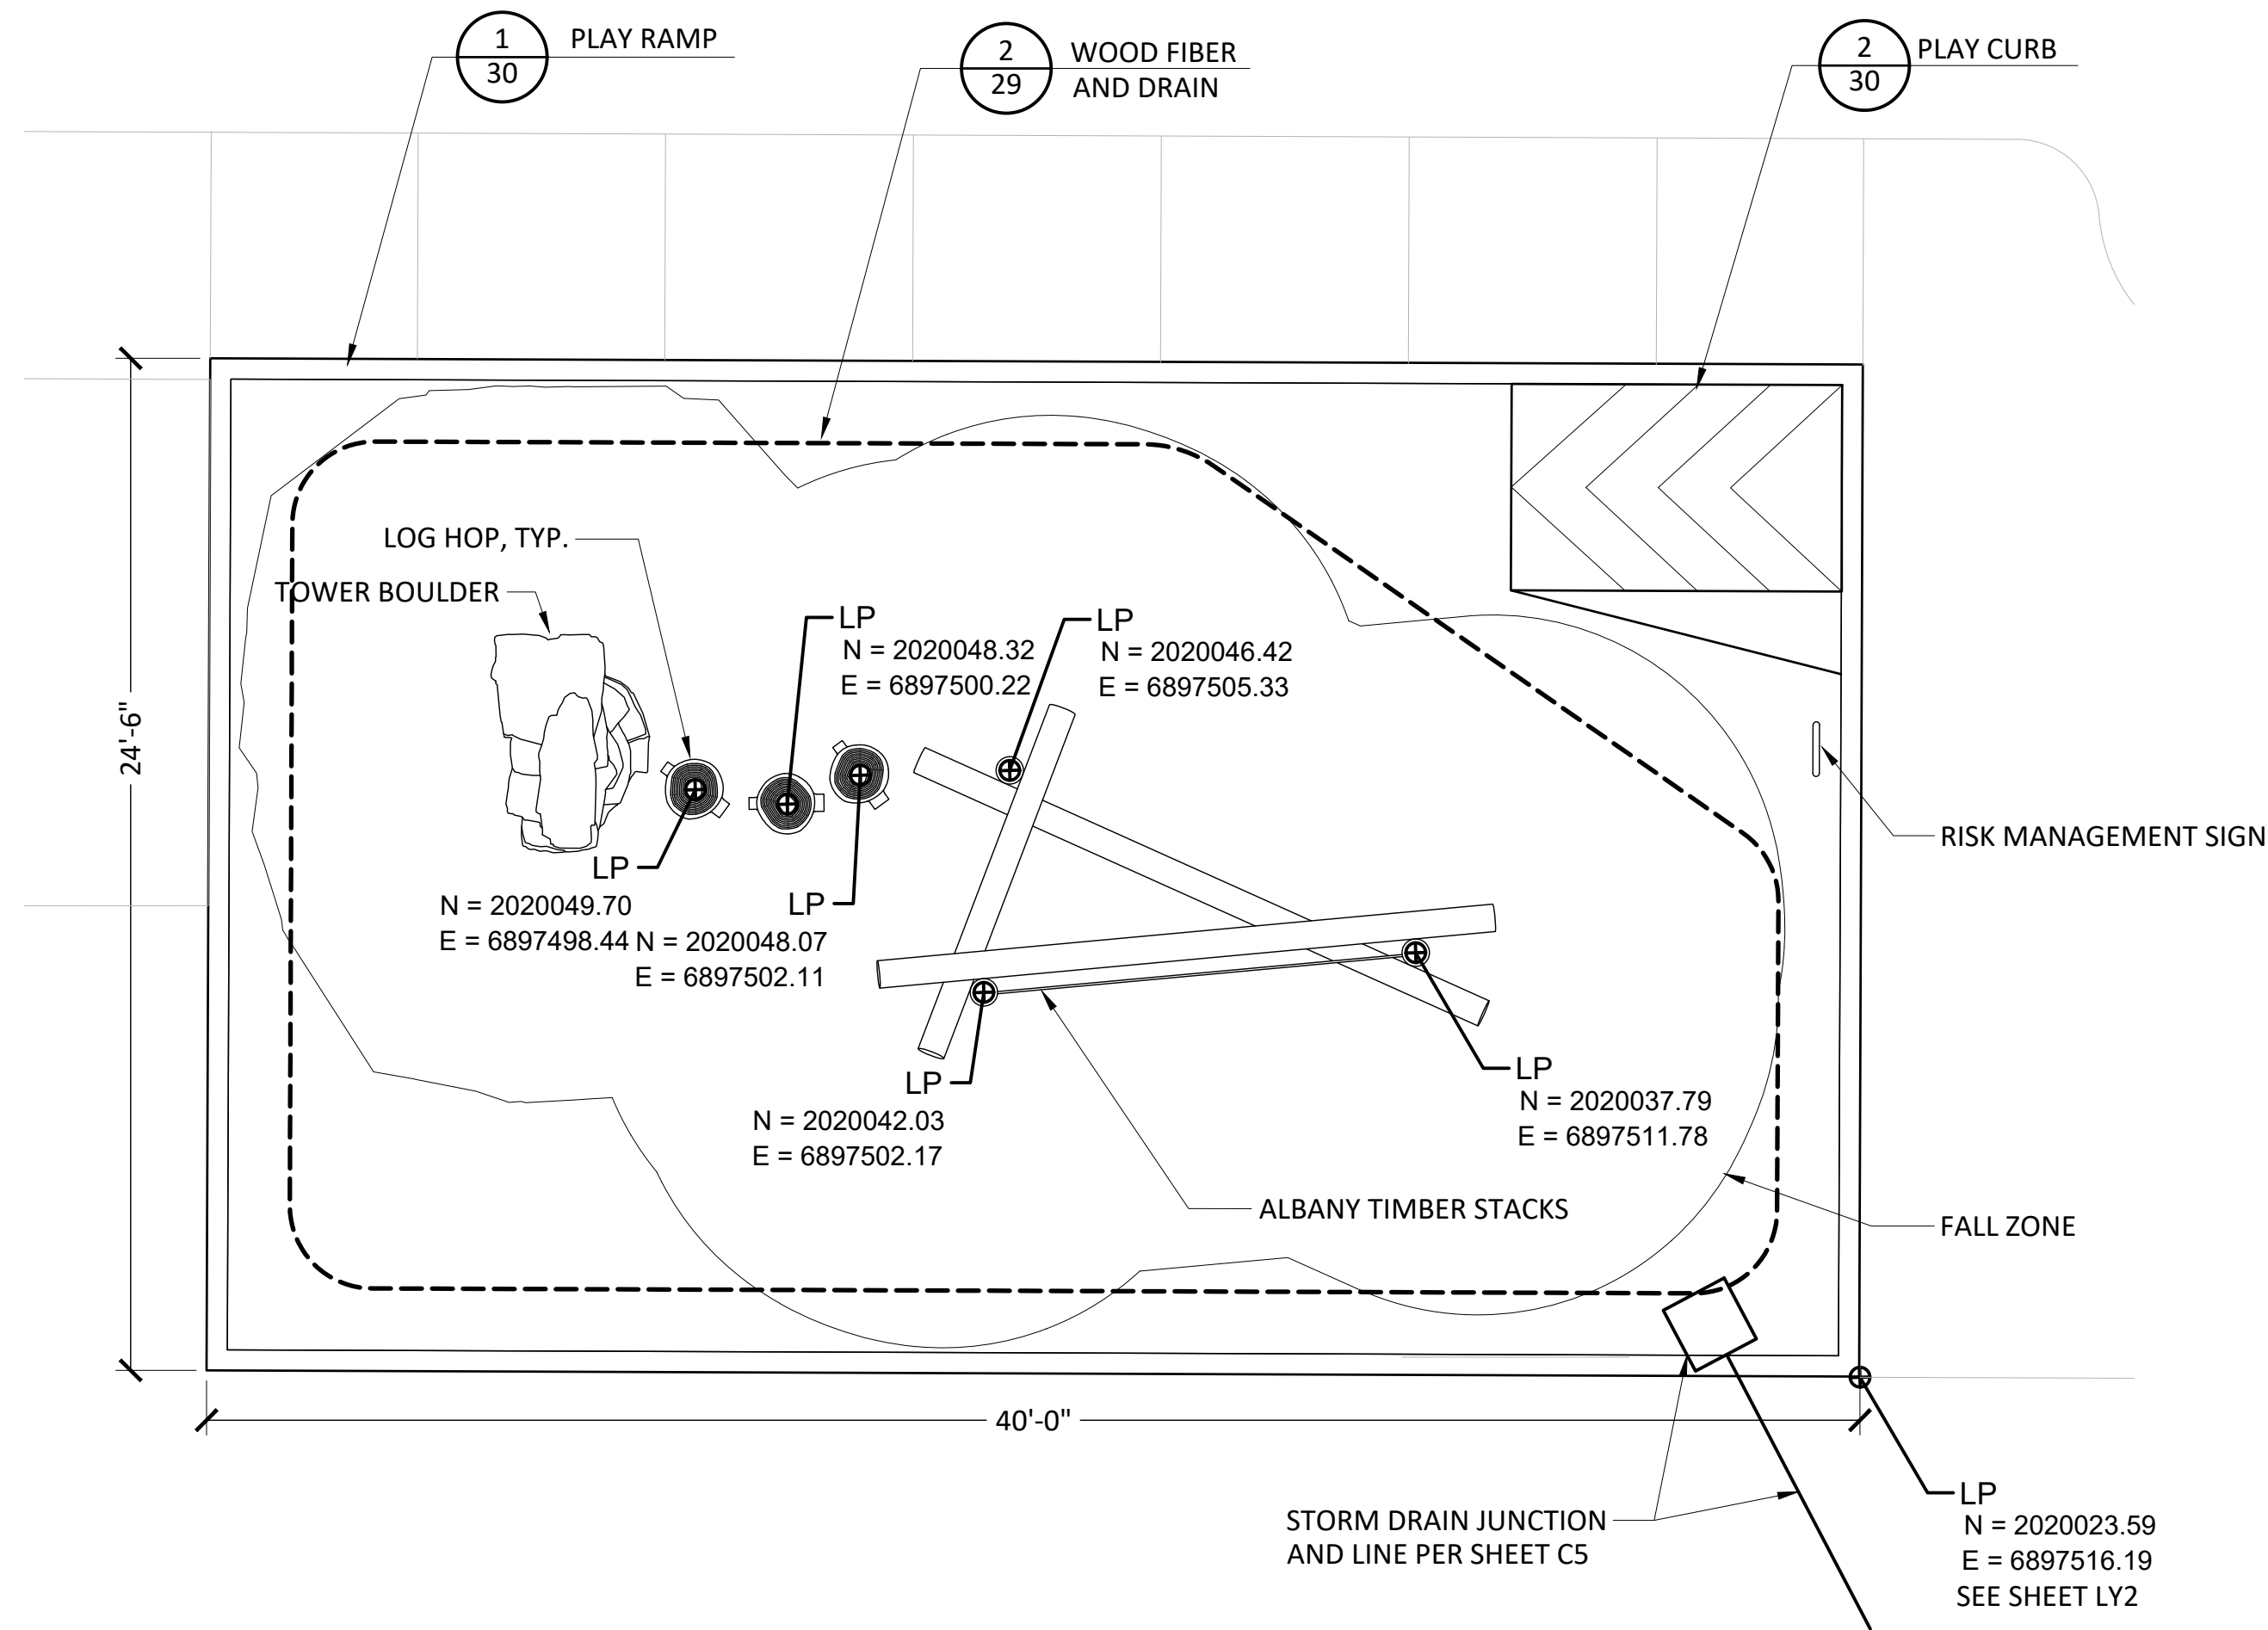 1
30
PLAY RAMP
2
29
WOOD FIBER
AND DRAIN
2
30
PLAY CURB
LOG HOP, TYP.
TOWER BOULDER
LP
N = 2020048.32
E = 6897500.22
LP
N = 2020046.42
E = 6897505.33
24'-6"
RISK MANAGEMENT SIGN
LP
N = 2020049.70
E = 6897498.44
LP
N = 2020048.07
E = 6897502.11
LP
N = 2020042.03
E = 6897502.17
LP
N = 2020037.79
E = 6897511.78
ALBANY TIMBER STACKS
FALL ZONE
40'-0"
STORM DRAIN JUNCTION
AND LINE PER SHEET C5
LP
N = 2020023.59
E = 6897516.19
SEE SHEET LY2